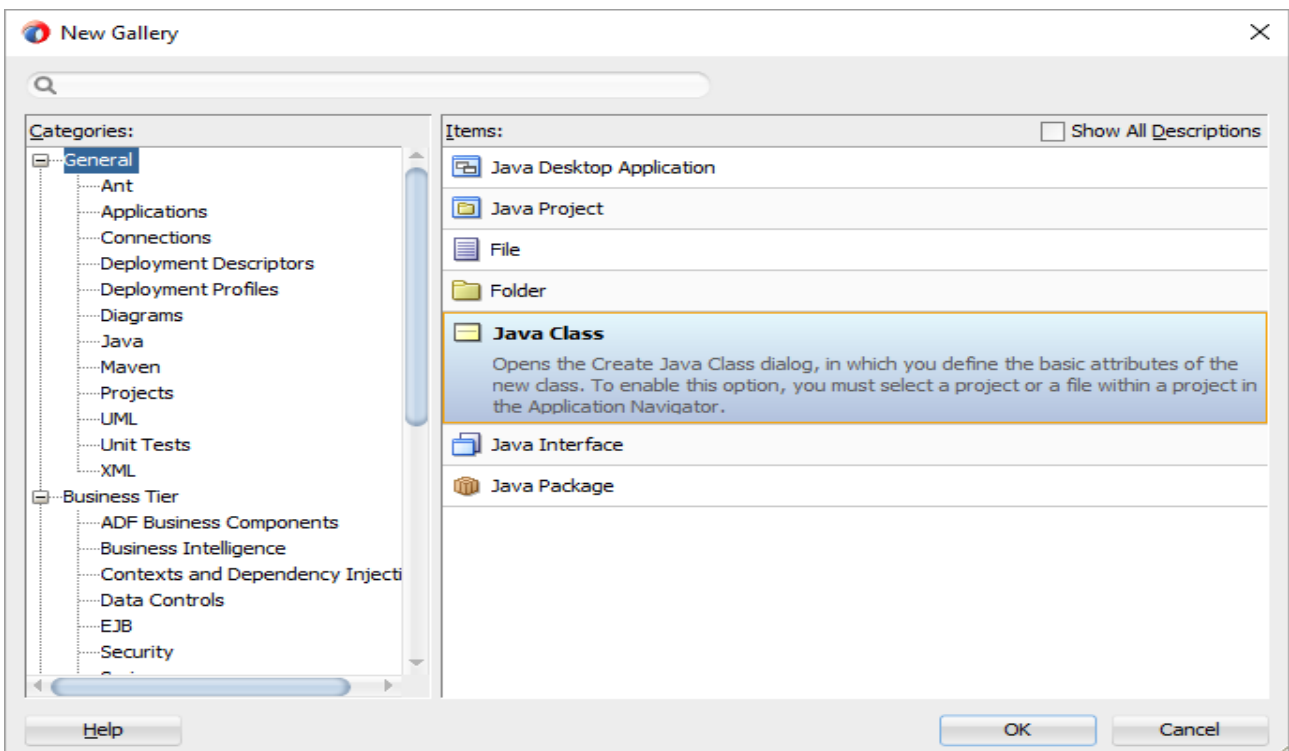 New Gallery
Categories:
General
Ant
Applications
Connections
Deployment Descriptors
Deployment Profiles
Diagrams
Java
Maven
Projects
UML
Unit Tests
XML
Business Tier
ADF Business Components
Business Intelligence
Contexts and Dependency Injecti
Data Controls
EJB
Security
Items:
Show All Descriptions
Java Desktop Application
Java Project
File
Folder
Java Class
Opens the Create Java Class dialog, in which you define the basic attributes of the
new class. To enable this option, you must select a project or a file within a project in
the Application Navigator.
Java Interface
Java Package
Help
OK
Cancel